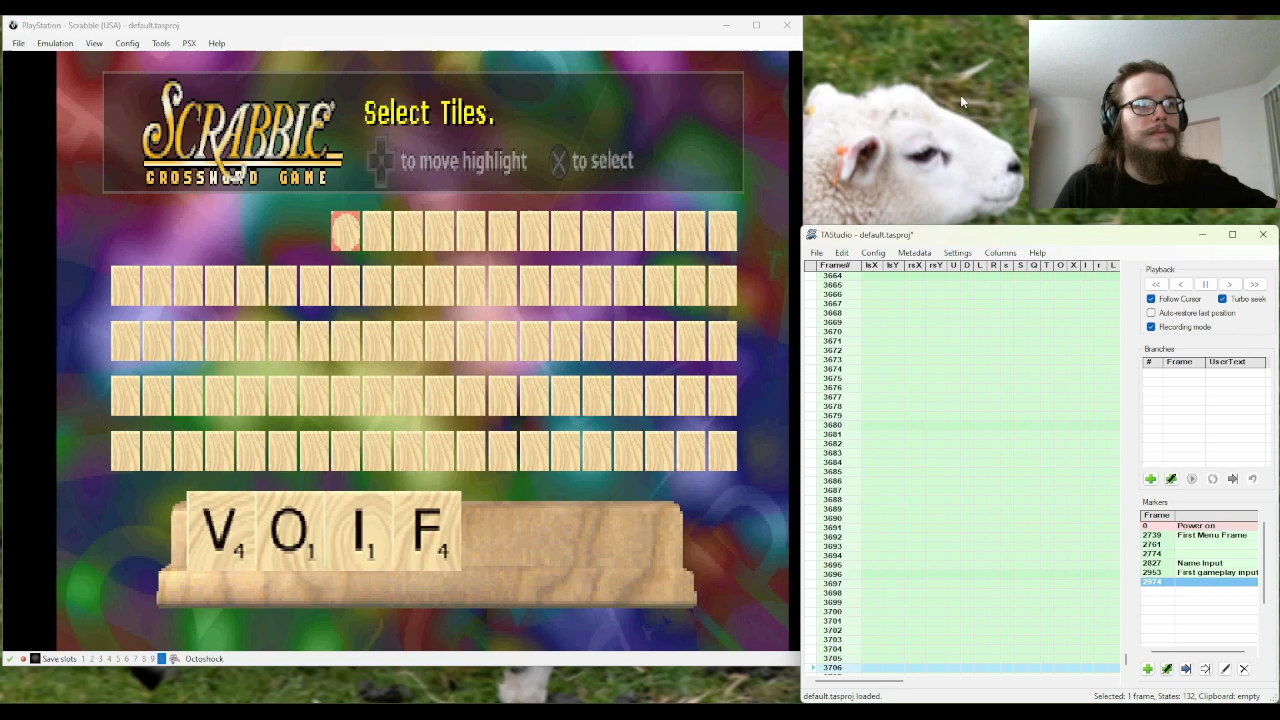 PlayStation - Scrabble (USA) - default.tasproj
File Emulation View Config Tools PSX Help
SCRABBLE
CROSSWORD GAME
Select Tiles.
to move highlight X to select
V4 O1 I1 F4
Save slots 1 2 3 4 5 6 7 8 9 Octoshock
TAStudio - default.tasproj*
File Edit Config Metadata Settings Columns Help
Frame# lsX lsY rsX rsY U D L R s S Q T O X l r L
3664
3665
3666
3667
3668
3669
3670
3671
3672
3673
3674
3675
3676
3677
3678
3679
3680
3681
3682
3683
3684
3685
3686
3687
3688
3689
3690
3691
3692
3693
3694
3695
3696
3697
3698
3699
3700
3701
3702
3703
3704
3705
3706
default.tasproj loaded.
Selected: 1 frame, States: 132, Clipboard: empty
Playback
<< < || > >>
Follow Cursor Turbo seek
Auto-restore last position
Recording mode
Branches
# Frame UserText
Markers
Frame
0 Power on
2739 First Menu Frame
2761
2774
2827 Name Input
2953 First gameplay input
2974